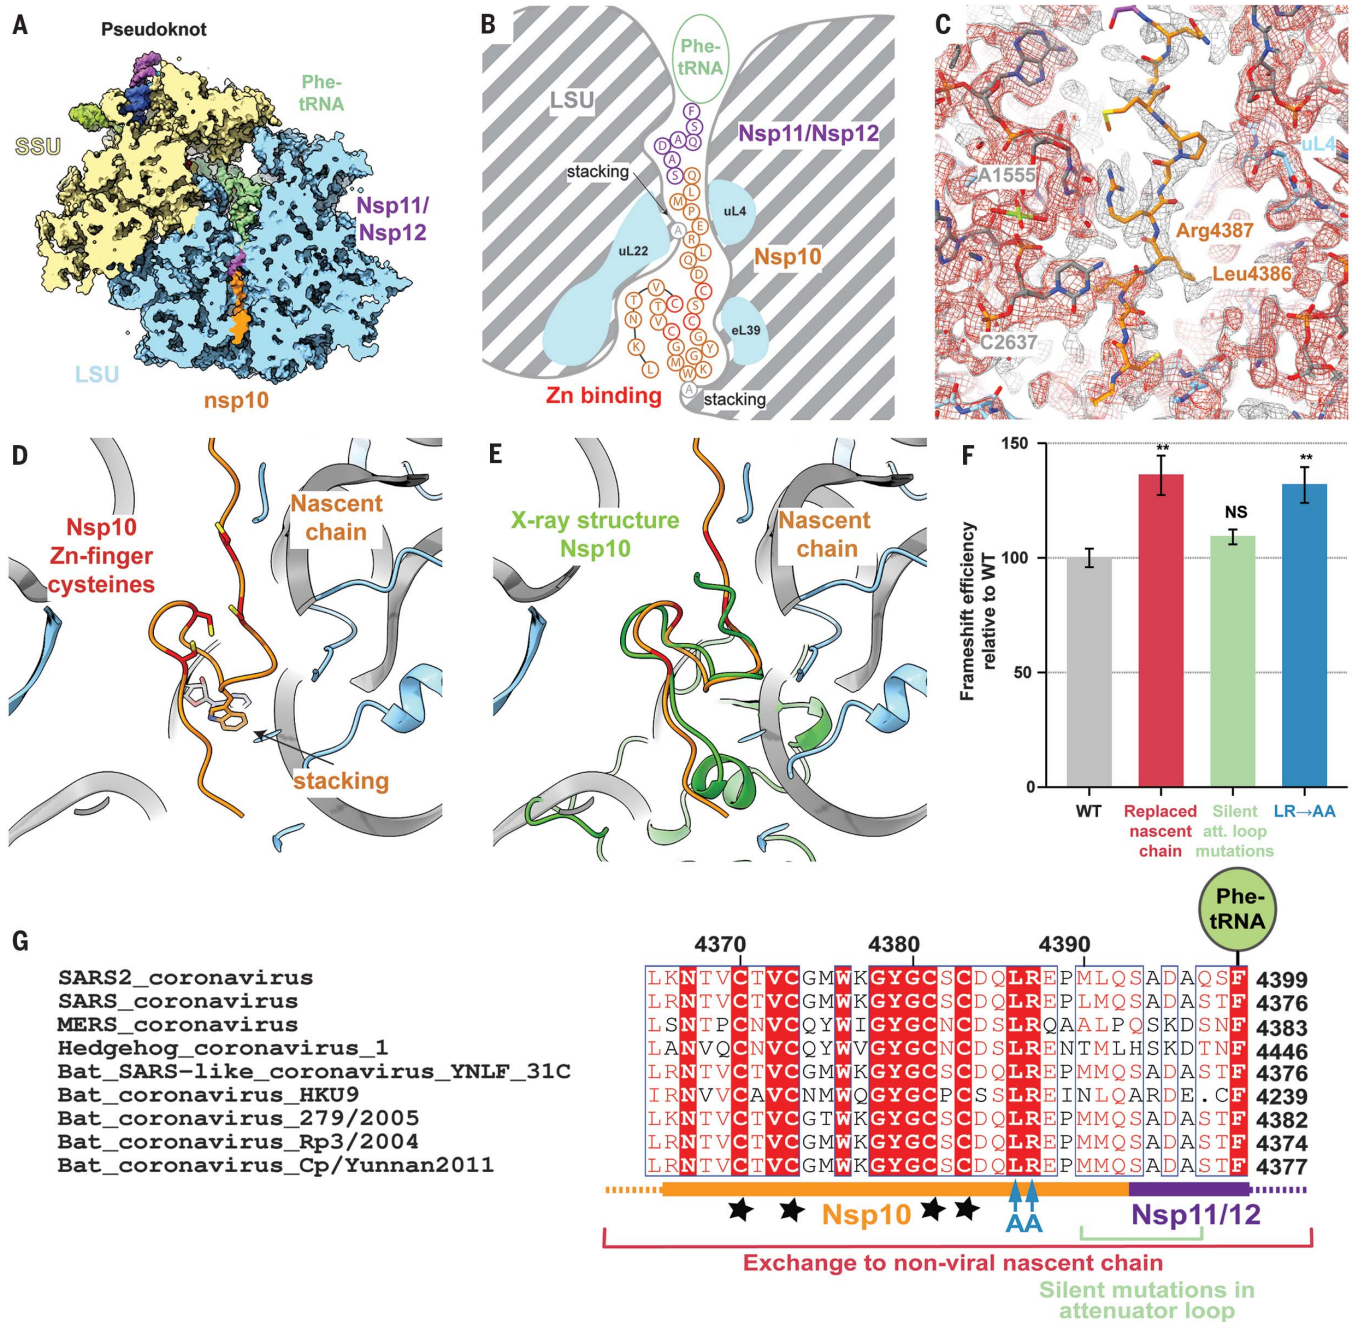 A
Pseudoknot
Phe-
tRNA
SSU
Nsp11/
Nsp12
LSU
nsp10
B
Phe-
tRNA
LSU
Nsp11/Nsp12
stacking
F
S
Q
A
D
A
S
Q
L
M
P
E
A
R
L
Q
D
C
S
C
G
Y
G
K
W
M
G
C
V
T
C
V
T
N
K
L
A
uL22
uL4
Nsp10
eL39
Zn binding
stacking
C
A1555
uL4
Arg4387
Leu4386
C2637
D
Nsp10
Zn-finger
cysteines
Nascent
chain
stacking
E
X-ray structure
Nsp10
Nascent
chain
F
Frameshift efficiency
relative to WT
150
100
50
0
**
NS
**
WT
Replaced
nascent
chain
Silent
att. loop
mutations
LR→AA
G
Phe-
tRNA
4370 4380 4390
SARS2_coronavirus LKNTVCTVCGMWKGYGCSCDQLREPMLQSADAQSF 4399
SARS_coronavirus LRNTVCTVCGMWKGYGCSCDQLREPLMQSADASTF 4376
MERS_coronavirus LSNTPCNVCQYWIGYGCNCDSLRQAALPQSKDSNF 4383
Hedgehog_coronavirus_1 LANVQCNVCQYWVGYGCNCDSLRENTMLHSKDTNF 4446
Bat_SARS-like_coronavirus_YNLF_31C LRNTVCTVCGMWKGYGCSCDQLREPMMQSADASTF 4376
Bat_coronavirus_HKU9 IRNVVCAVCNMWQGYGCPCSSLREINLQARDE.CF 4239
Bat_coronavirus_279/2005 LKNTVCTVCGTWKGYGCSCDQLREPMMQSADASTF 4382
Bat_coronavirus_Rp3/2004 LRNTVCTVCGMWKGYGCSCDQLREPMMQSADASTF 4374
Bat_coronavirus_Cp/Yunnan2011 LRNTVCTVCGMWKGYGCSCDQLREPMMQSADASTF 4377
Nsp10 AA Nsp11/12
Exchange to non-viral nascent chain
Silent mutations in
attenuator loop